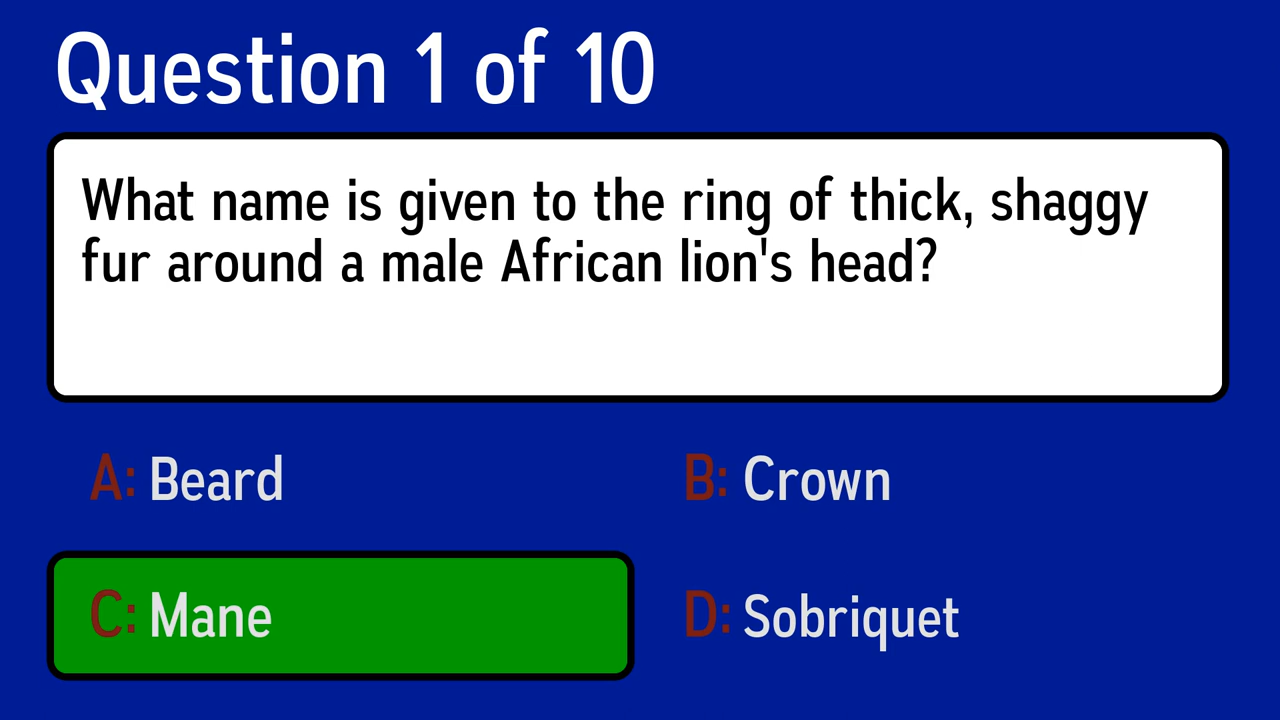 Question 1 of 10
What name is given to the ring of thick, shaggy
fur around a male African lion's head?
A: Beard
B: Crown
C: Mane
D: Sobriquet